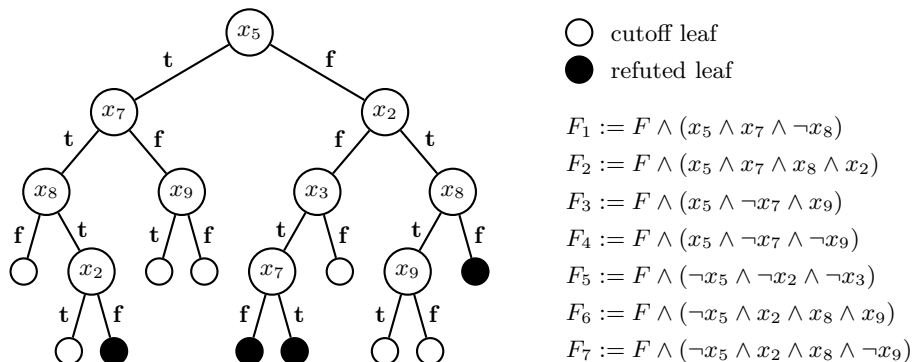 x₅
t f
x₇ x₂
t f f t
x₈ x₉ x₃ x₈
f t t f t f t f
x₂ x₇ x₉
t f f t t f
cutoff leaf
refuted leaf
F₁ := F ∧ (x₅ ∧ x₇ ∧ ¬x₈)
F₂ := F ∧ (x₅ ∧ x₇ ∧ x₈ ∧ x₂)
F₃ := F ∧ (x₅ ∧ ¬x₇ ∧ x₉)
F₄ := F ∧ (x₅ ∧ ¬x₇ ∧ ¬x₉)
F₅ := F ∧ (¬x₅ ∧ ¬x₂ ∧ ¬x₃)
F₆ := F ∧ (¬x₅ ∧ x₂ ∧ x₈ ∧ x₉)
F₇ := F ∧ (¬x₅ ∧ x₂ ∧ x₈ ∧ ¬x₉)